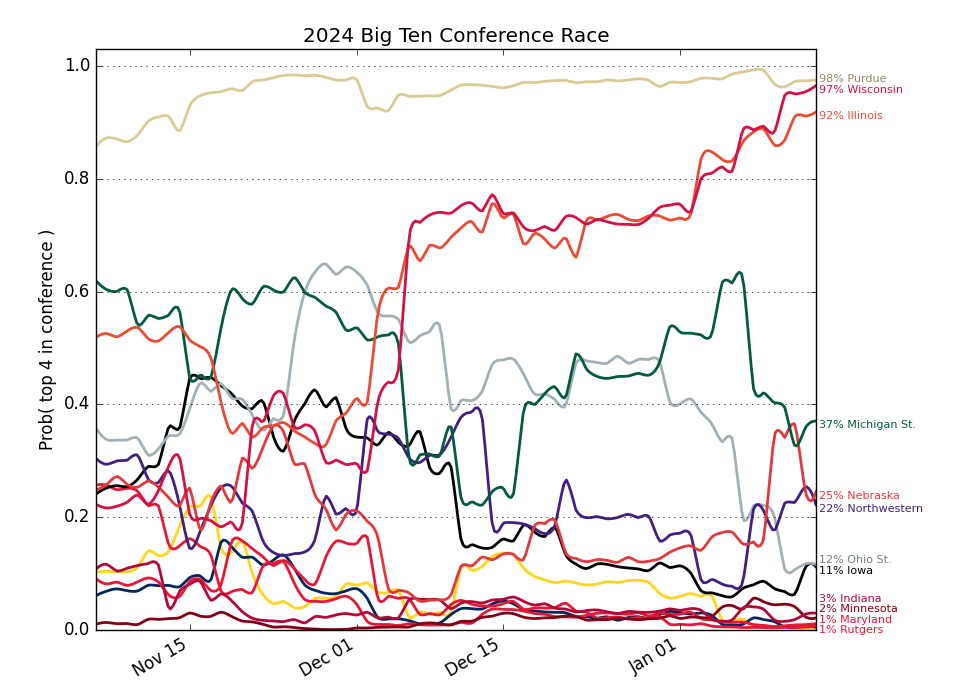 2024 Big Ten Conference Race
Prob( top 4 in conference )
1.0
0.8
0.6
0.4
0.2
0.0
Nov 15
Dec 01
Dec 15
Jan 01
98% Purdue
97% Wisconsin
92% Illinois
37% Michigan St.
25% Nebraska
22% Northwestern
12% Ohio St.
11% Iowa
3% Indiana
2% Minnesota
1% Maryland
1% Rutgers